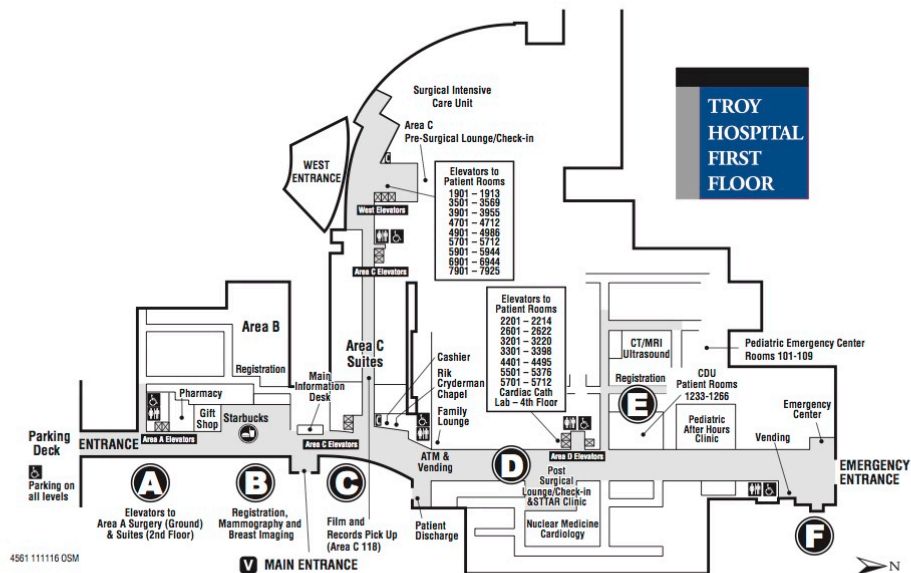 TROY
HOSPITAL
FIRST
FLOOR
Surgical Intensive
Care Unit
Area C
Pre-Surgical Lounge/Check-in
WEST
ENTRANCE
Elevators to
Patient Rooms
1901 – 1913
3501 – 3569
3901 – 3955
4701 – 4712
4901 – 4986
5701 – 5712
5901 – 5944
6901 – 6944
7901 – 7925
West Elevators
Area C Elevators
Elevators to
Patient Rooms
2201 – 2214
2601 – 2622
3201 – 3220
3301 – 3398
4401 – 4495
5501 – 5376
5701 – 5712
Cardiac Cath
Lab – 4th Floor
Area B
Registration
Area C
Suites
Main
Information
Desk
Cashier
Rik
Cryderman
Chapel
CT/MRI
Ultrasound
Pediatric Emergency Center
Rooms 101-109
Registration
E
CDU
Patient Rooms
1233-1266
Pediatric
After Hours
Clinic
Emergency
Center
Vending
Pharmacy
Gift
Shop
Starbucks
Family
Lounge
Parking
Deck
Parking on
all levels
ENTRANCE
Area A Elevators
Area C Elevators
ATM &
Vending
D
Area D Elevators
Post
Surgical
Lounge/Check-in
&STTAR Clinic
Nuclear Medicine
Cardiology
EMERGENCY
ENTRANCE
A
Elevators to
Area A Surgery (Ground)
& Suites (2nd Floor)
B
Registration,
Mammography and
Breast Imaging
C
Film and
Records Pick Up
(Area C 118)
Patient
Discharge
F
4561 111116 OSM
V MAIN ENTRANCE
N